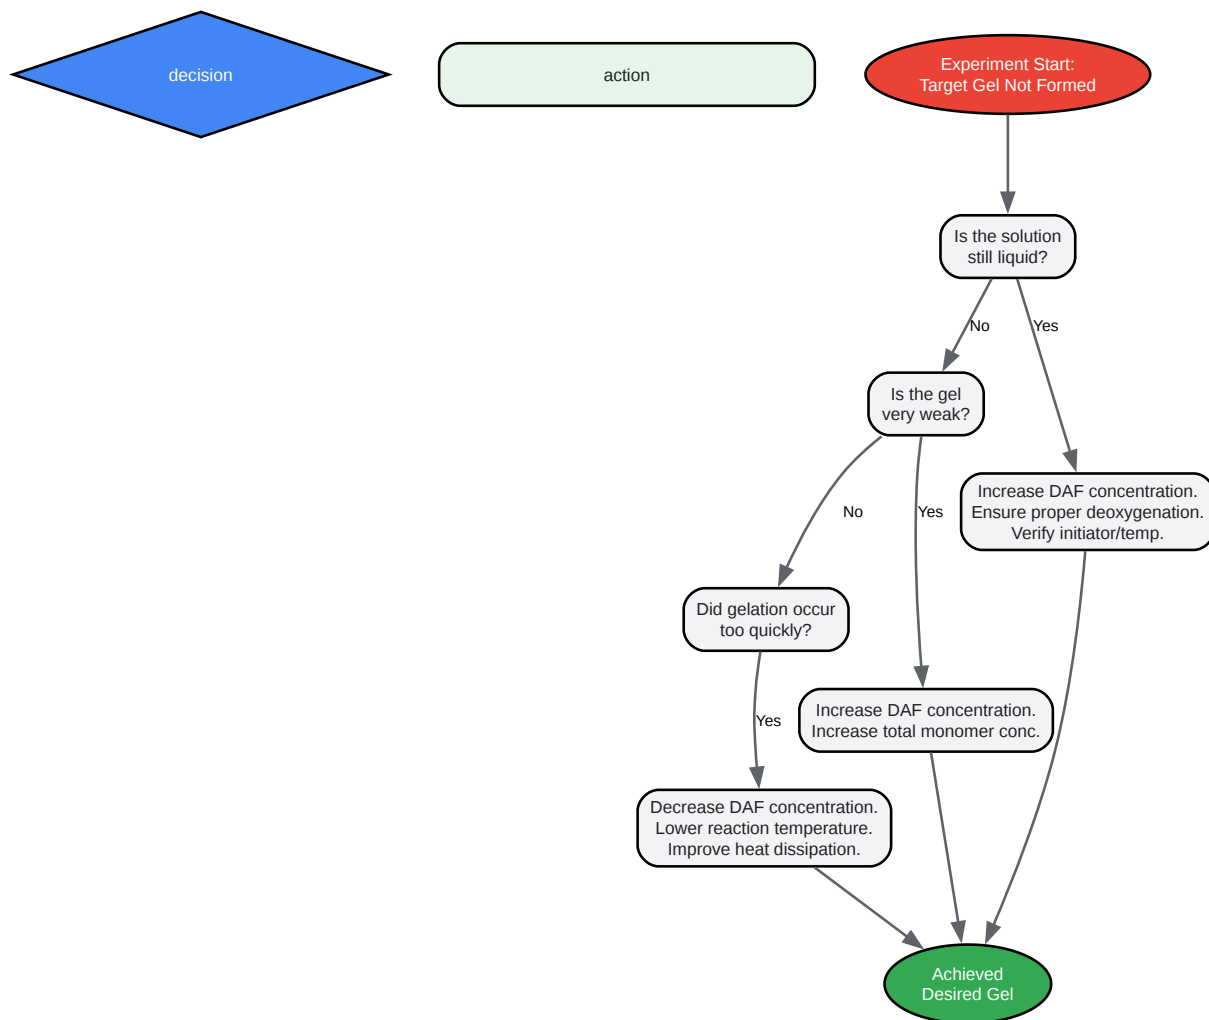 decision
action
Experiment Start:
Target Gel Not Formed
Is the solution
still liquid?
No
Yes
Is the gel
very weak?
Increase DAF concentration.
Ensure proper deoxygenation.
Verify initiator/temp.
No
Yes
Did gelation occur
too quickly?
Increase DAF concentration.
Increase total monomer conc.
Yes
Decrease DAF concentration.
Lower reaction temperature.
Improve heat dissipation.
Achieved
Desired Gel